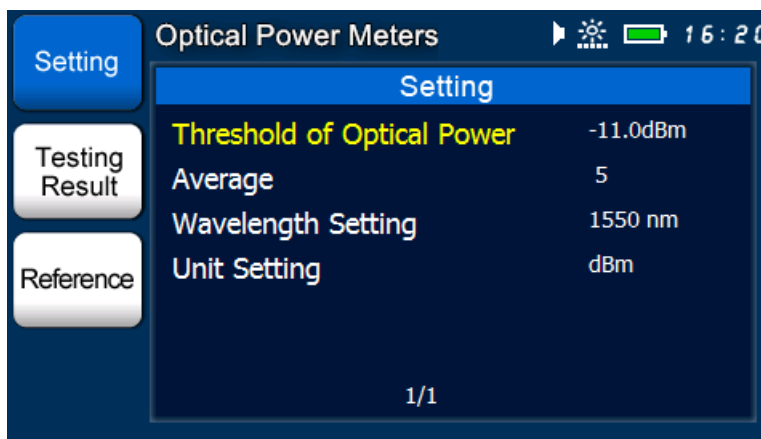 Setting
Testing
Result
Reference
Optical Power Meters 16:20
Setting
Threshold of Optical Power -11.0dBm
Average 5
Wavelength Setting 1550 nm
Unit Setting dBm
1/1